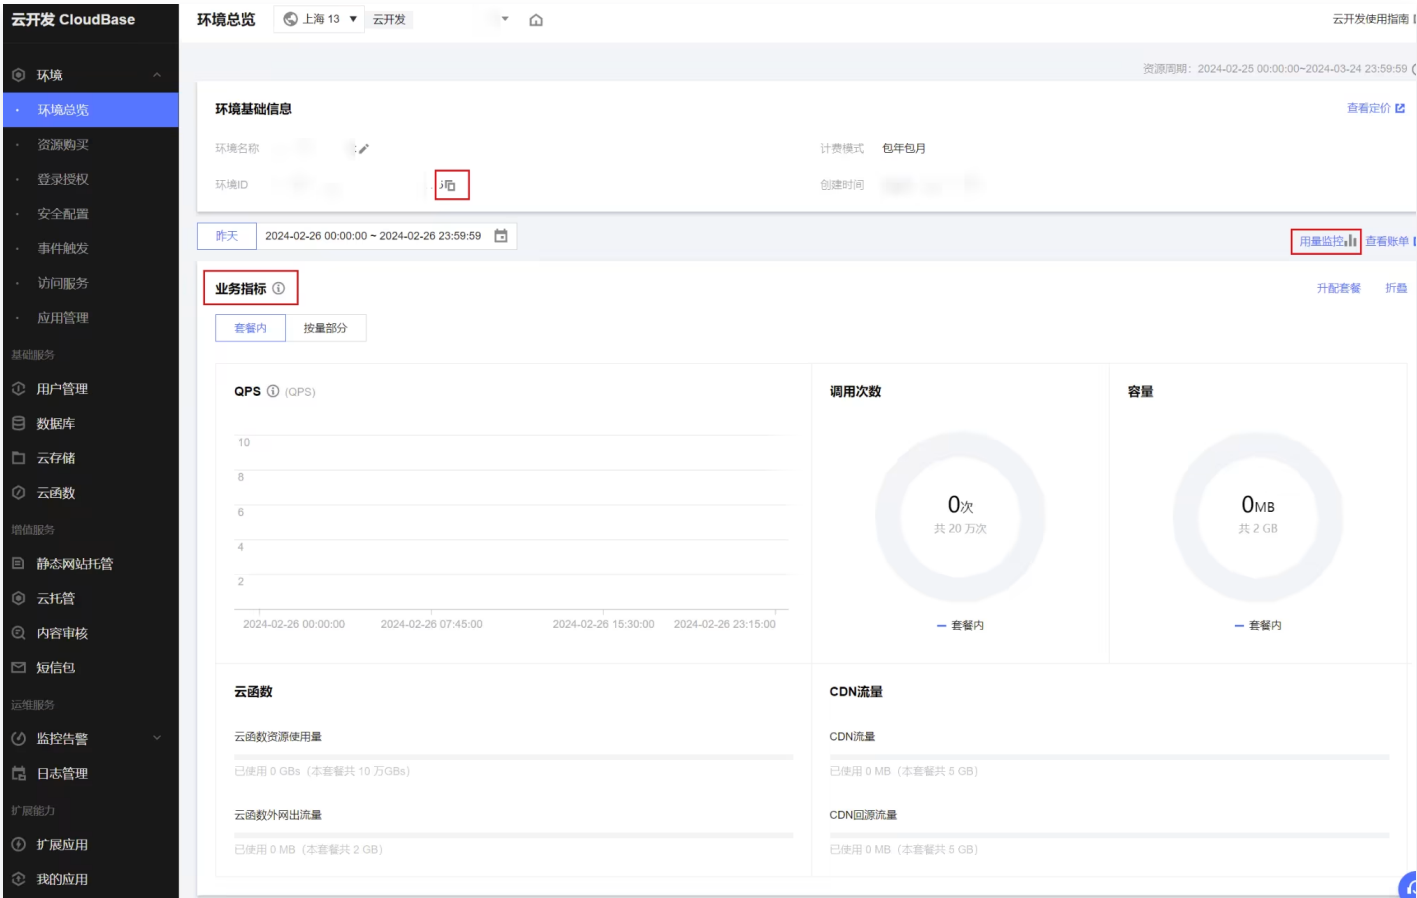 云开发 CloudBase
环境总览 上海 13 云开发
云开发使用指南
环境
环境总览
资源购买
登录授权
安全配置
事件触发
访问服务
应用管理
基础服务
用户管理
数据库
云存储
云函数
增值服务
静态网站托管
云托管
内容审核
短信包
运维服务
监控告警
日志管理
扩展能力
扩展应用
我的应用
资源周期：2024-02-25 00:00:00~2024-03-24 23:59:59
环境基础信息 查看定价
环境名称
计费模式 包年包月
环境ID
创建时间
昨天 2024-02-26 00:00:00 ~ 2024-02-26 23:59:59
用量监控 查看账单
业务指标
升配套餐 折叠
套餐内 按量部分
QPS (QPS)
10
8
6
4
2
2024-02-26 00:00:00 2024-02-26 07:45:00 2024-02-26 15:30:00 2024-02-26 23:15:00
调用次数
0次
共 20 万次
套餐内
容量
0MB
共 2 GB
套餐内
云函数
云函数资源使用量
已使用 0 GBs（本套餐共 10 万GBs）
云函数外网出流量
已使用 0 MB（本套餐共 2 GB）
CDN流量
CDN流量
已使用 0 MB（本套餐共 5 GB）
CDN回源流量
已使用 0 MB（本套餐共 5 GB）